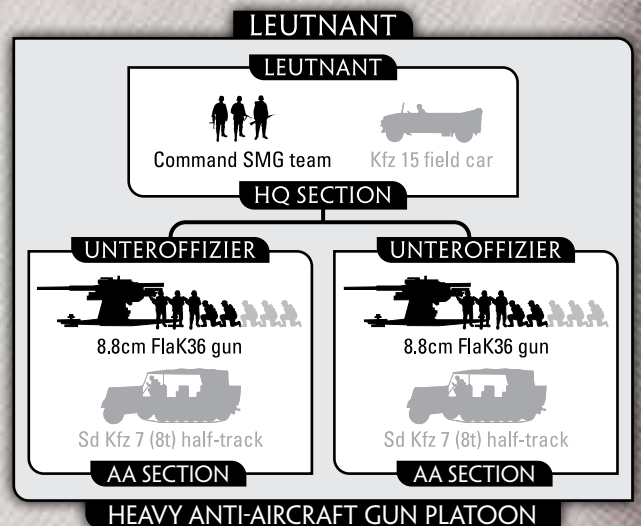 LEUTNANT
LEUTNANT
Command SMG team
Kfz 15 field car
HQ SECTION
UNTEROFFIZIER
8.8cm FlaK36 gun
Sd Kfz 7 (8t) half-track
AA SECTION
UNTEROFFIZIER
8.8cm FlaK36 gun
Sd Kfz 7 (8t) half-track
AA SECTION
HEAVY ANTI-AIRCRAFT GUN PLATOON